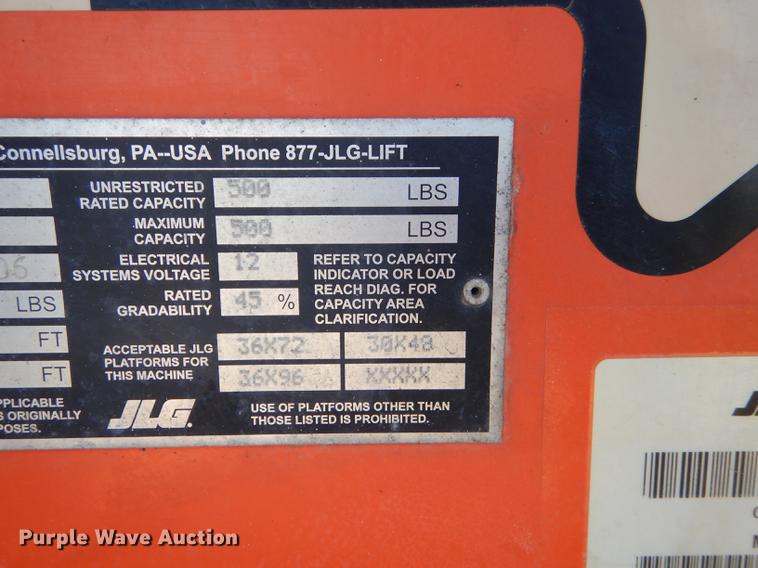 Connellsburg, PA--USA Phone 877-JLG-LIFT
UNRESTRICTED RATED CAPACITY 500 LBS
MAXIMUM CAPACITY 500 LBS
06
ELECTRICAL SYSTEMS VOLTAGE 12
LBS
RATED GRADABILITY 45 %
REFER TO CAPACITY
INDICATOR OR LOAD
REACH DIAG. FOR
CAPACITY AREA
CLARIFICATION.
FT
FT
ACCEPTABLE JLG
PLATFORMS FOR
THIS MACHINE
36X72 30X48
36X96 XXXXX
PPLICABLE
S ORIGINALLY
POSES.
JLG.
USE OF PLATFORMS OTHER THAN
THOSE LISTED IS PROHIBITED.
Purple Wave Auction